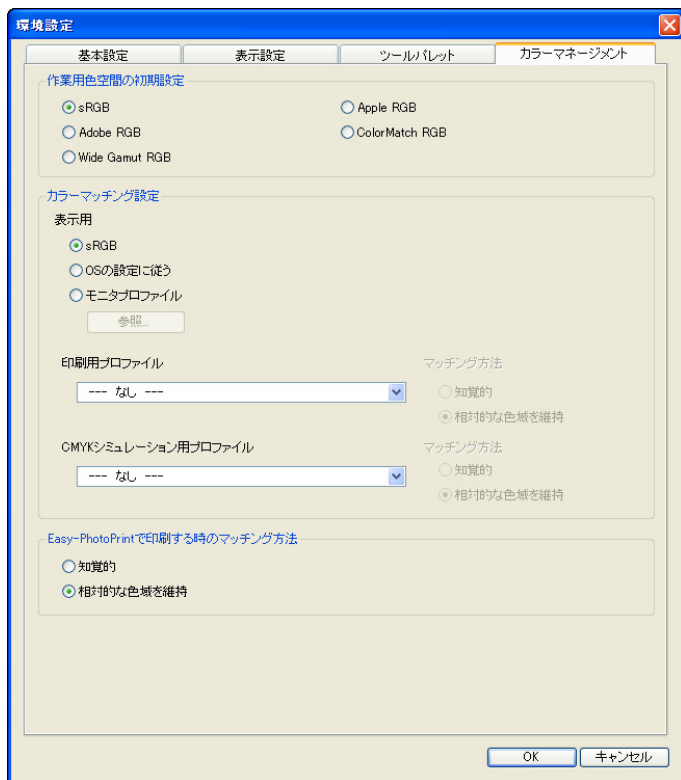 環境設定
基本設定 表示設定 ツールパレット カラーマネージメント
作業用色空間の初期設定
sRGB Apple RGB
Adobe RGB ColorMatch RGB
Wide Gamut RGB
カラーマッチング設定
表示用
sRGB
OSの設定に従う
モニタプロファイル
参照...
印刷用プロファイル マッチング方法
--- なし --- 知覚的
相対的な色域を維持
CMYKシミュレーション用プロファイル マッチング方法
--- なし --- 知覚的
相対的な色域を維持
Easy-PhotoPrintで印刷する時のマッチング方法
知覚的
相対的な色域を維持
OK キャンセル